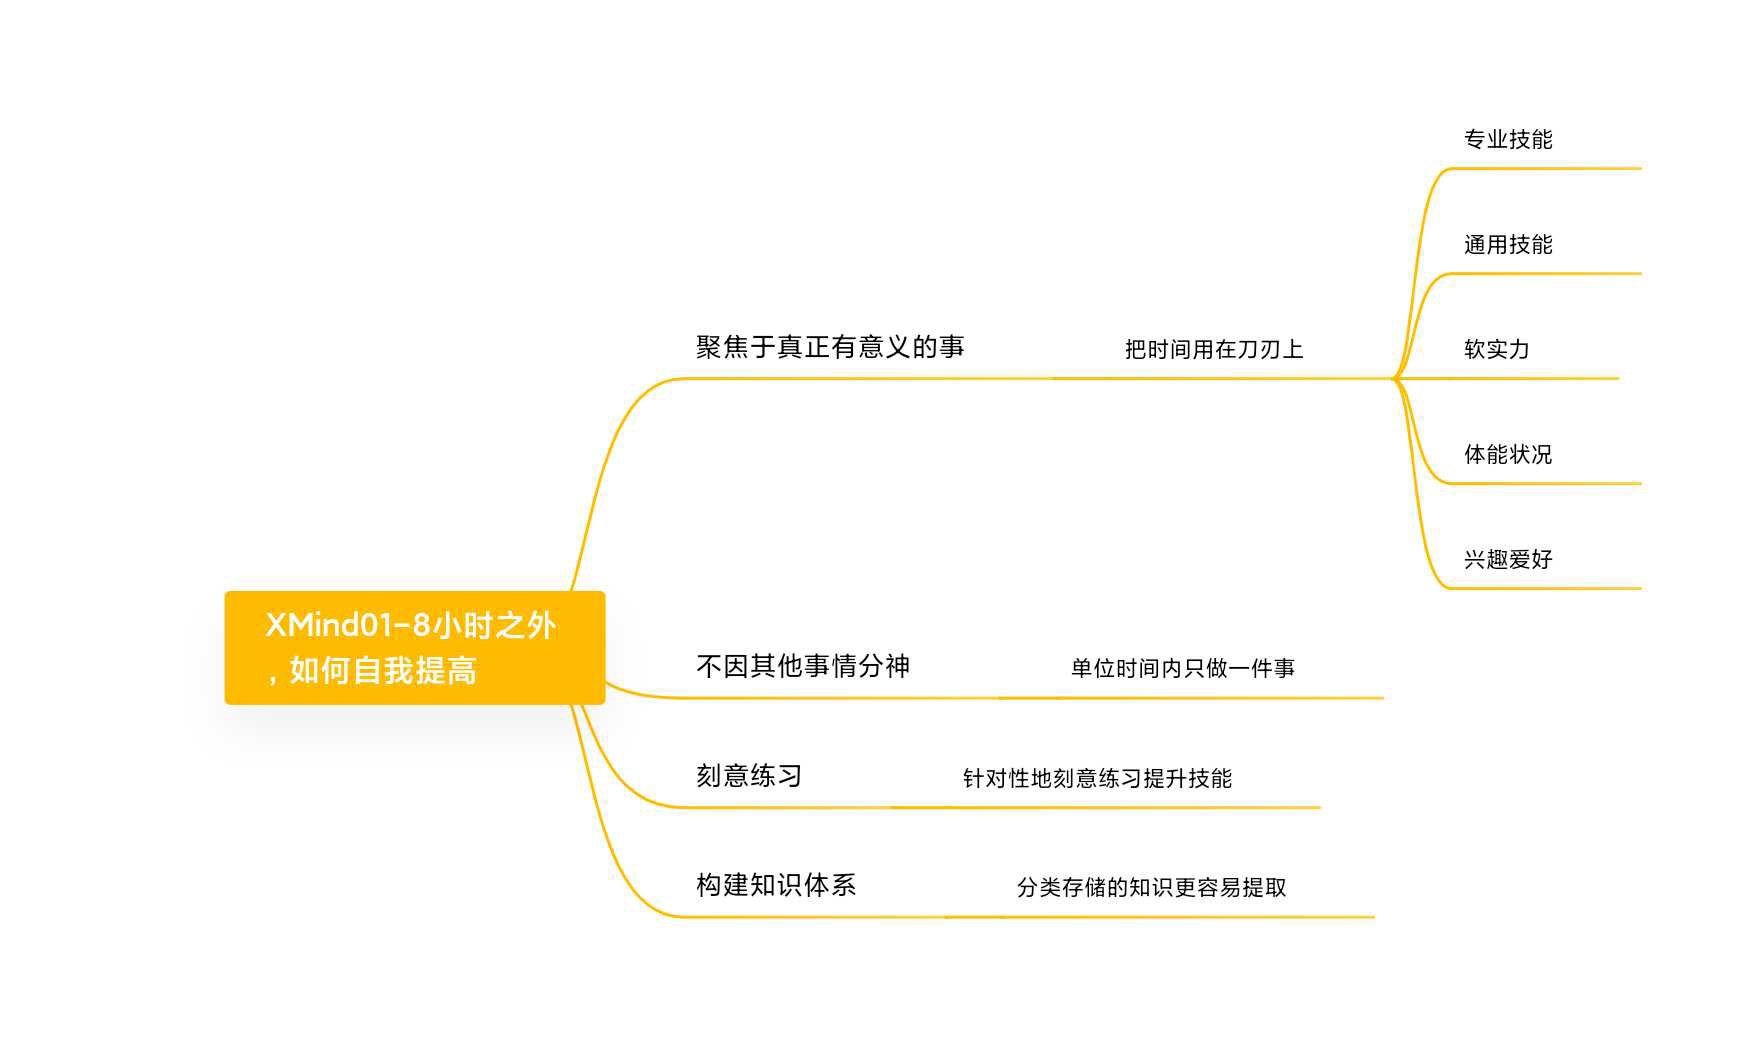 XMind01-8小时之外
，如何自我提高
聚焦于真正有意义的事
把时间用在刀刃上
专业技能
通用技能
软实力
体能状况
兴趣爱好
不因其他事情分神
单位时间内只做一件事
刻意练习
针对性地刻意练习提升技能
构建知识体系
分类存储的知识更容易提取